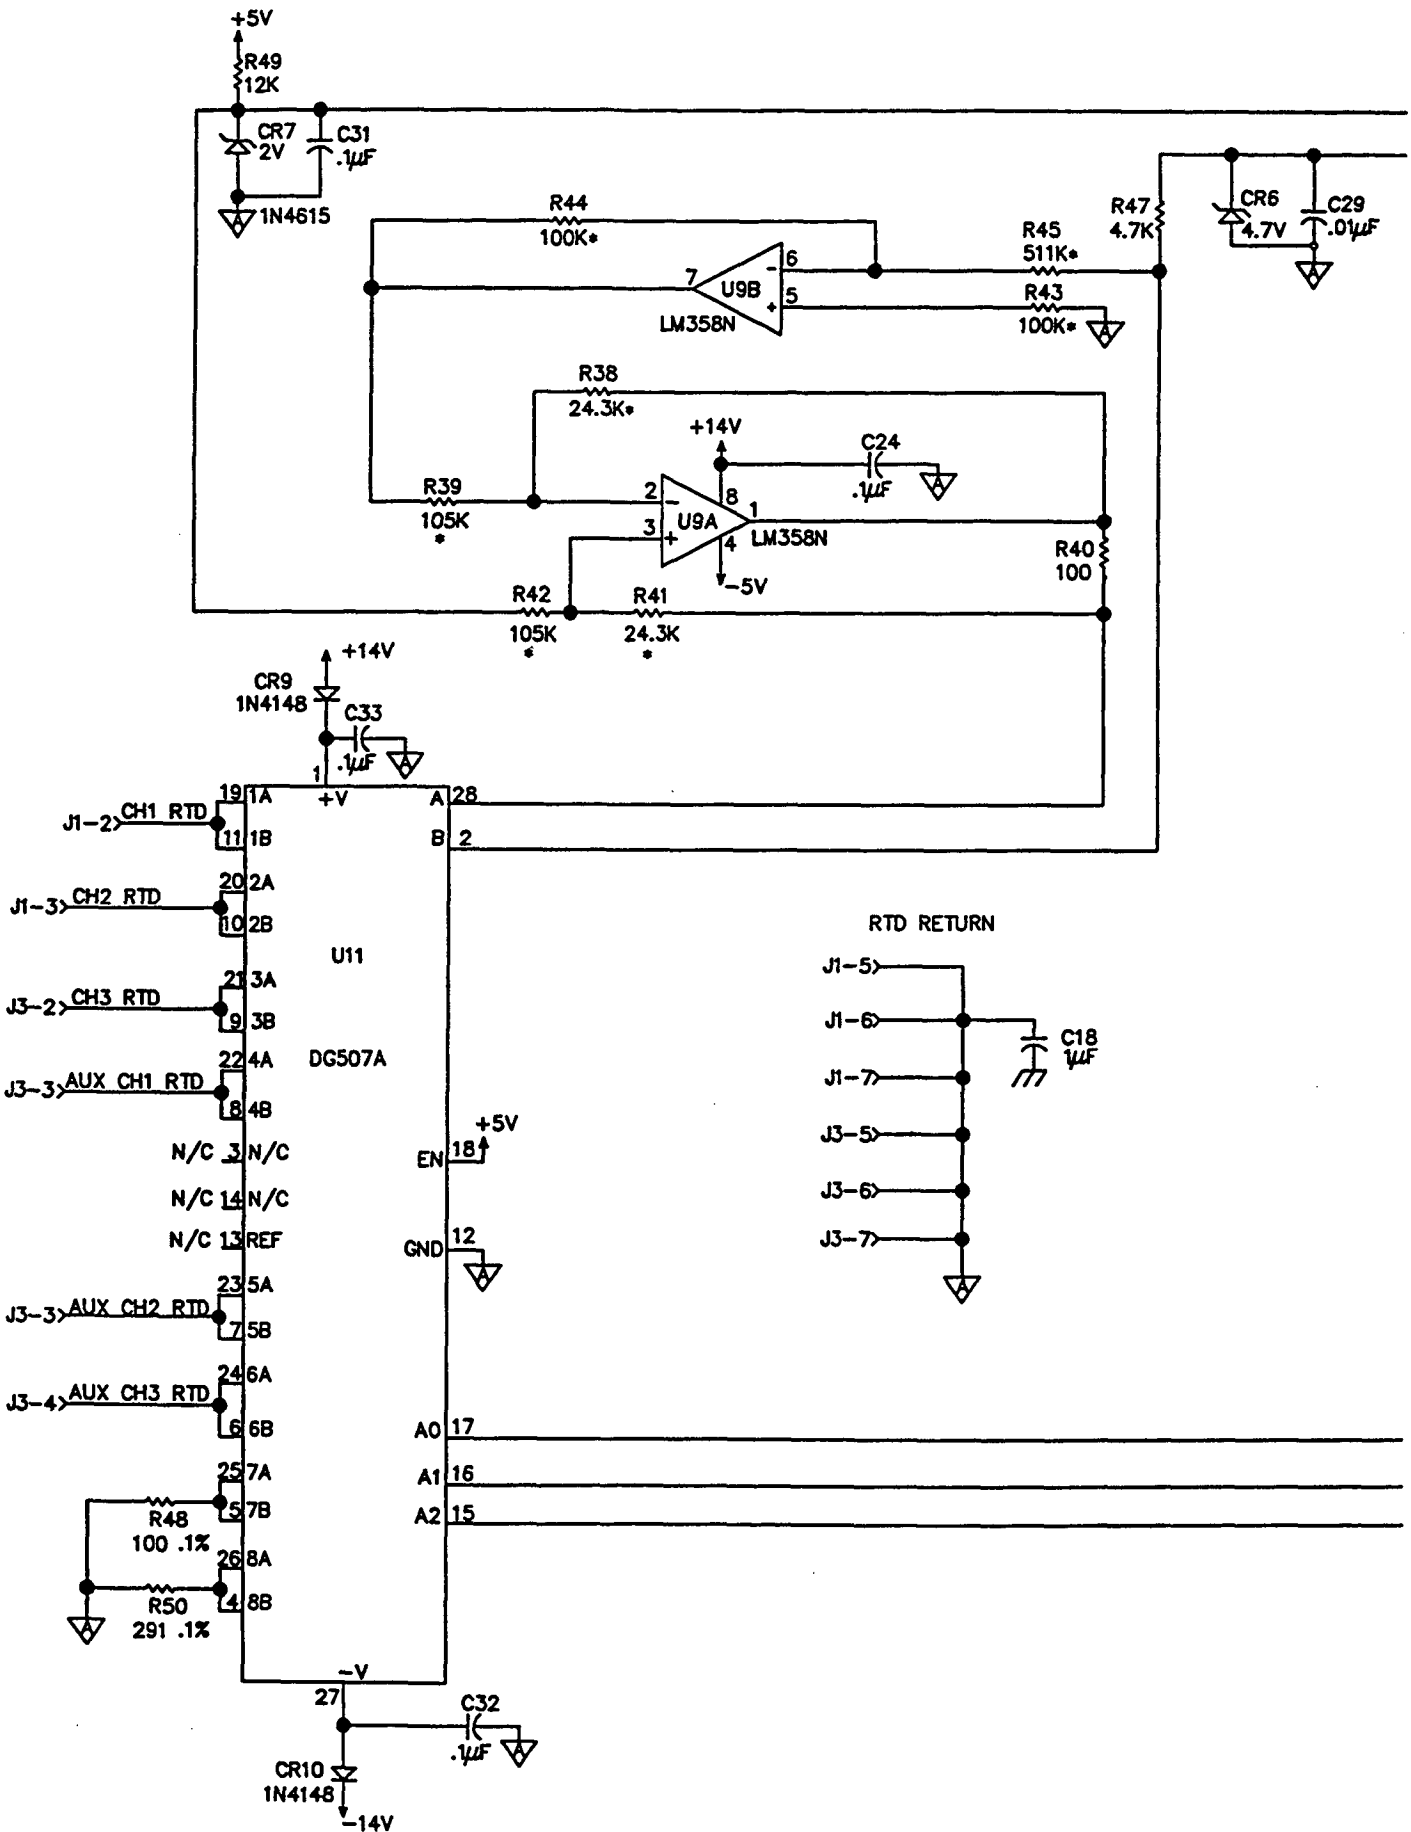 +5V
R49
12K
CR7
2V
C31
.1µF
1N4615
R44
100K*
R47
4.7K
CR6
4.7V
C29
.01µF
R45
511K*
7
U9B
-
6
+
5
LM358N
R43
100K*
A
R38
24.3K*
+14V
C24
.1µF
A
R39
105K
*
2
-
8
1
U9A
3
+
4
LM358N
-5V
R40
100
R42
105K
*
R41
24.3K
*
+14V
CR9
1N4148
C33
.1µF
A
1
+V
19 1A
A 28
J1-2 CH1 RTD
11 1B
B 2
20 2A
J1-3 CH2 RTD
10 2B
U11
RTD RETURN
J1-5
21 3A
J3-2 CH3 RTD
9 3B
J1-6
C18
1µF
DG507A
22 4A
J3-3 AUX CH1 RTD
8 4B
J1-7
+5V
N/C 3 N/C
EN 18
J3-5
N/C 14 N/C
J3-6
N/C 13 REF
GND 12
A
J3-7
A
23 5A
J3-3 AUX CH2 RTD
7 5B
24 6A
J3-4 AUX CH3 RTD
6 6B
A0 17
25 7A
A1 16
5 7B
R48
100 .1%
A2 15
26 8A
4 8B
R50
291 .1%
A
-V
27
C32
.1µF
A
CR10
1N4148
-14V